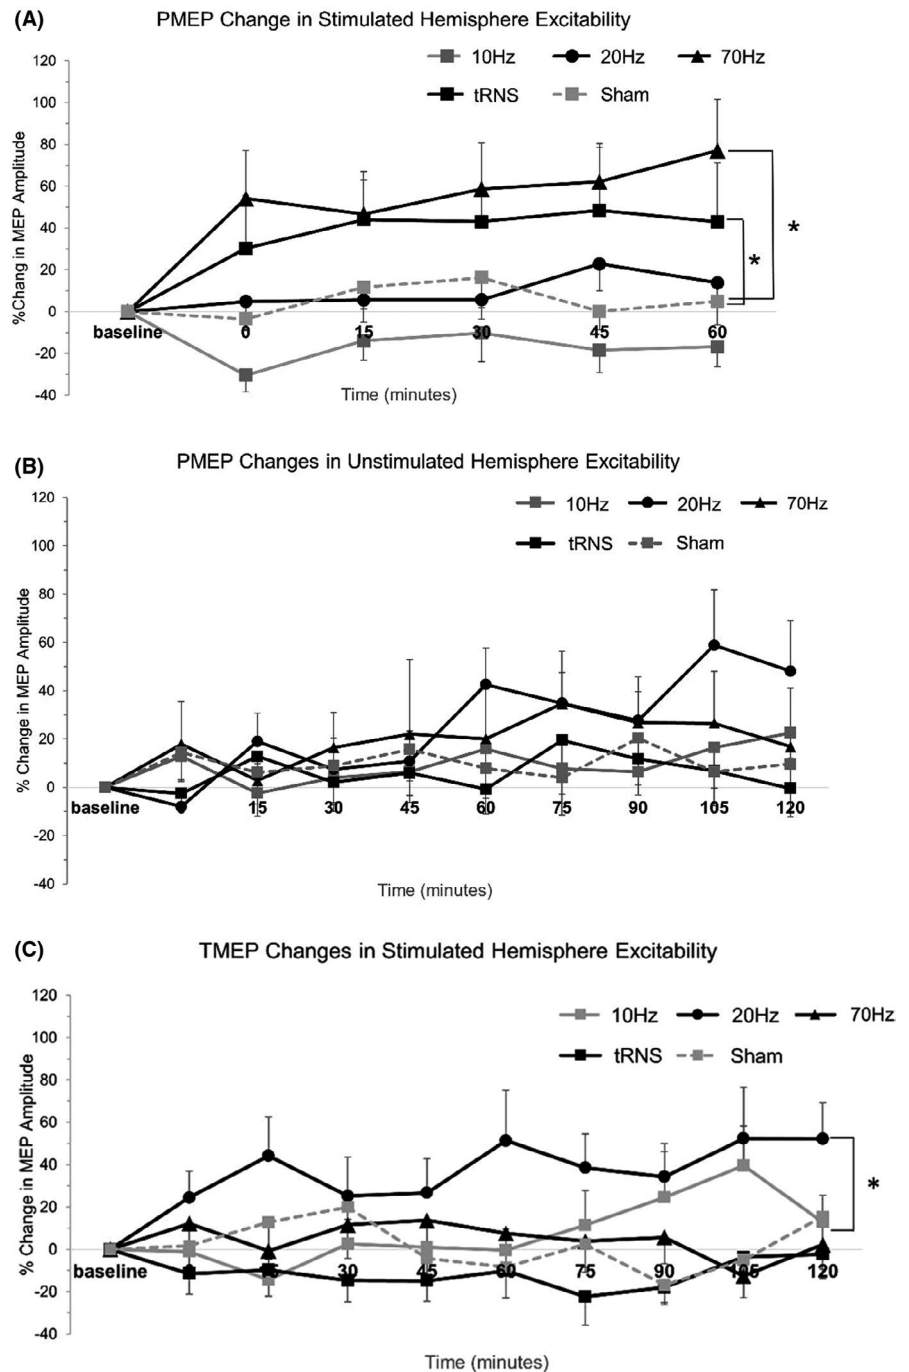 (A)
PMEP Change in Stimulated Hemisphere Excitability
10Hz 20Hz 70Hz
tRNS Sham
%Chang in MEP Amplitude
120
100
80
60
40
20
0
-20
-40
baseline 0 15 30 45 60
*
*
Time (minutes)
(B)
PMEP Changes in Unstimulated Hemisphere Excitability
10Hz 20Hz 70Hz
tRNS Sham
% Change in MEP Amplitude
120
100
80
60
40
20
0
-20
-40
baseline 15 30 45 60 75 90 105 120
Time (minutes)
(C)
TMEP Changes in Stimulated Hemisphere Excitability
10Hz 20Hz 70Hz
tRNS Sham
% Change in MEP Amplitude
120
100
80
60
40
20
0
-20
-40
baseline 30 45 60 75 90 105 120
*
Time (minutes)